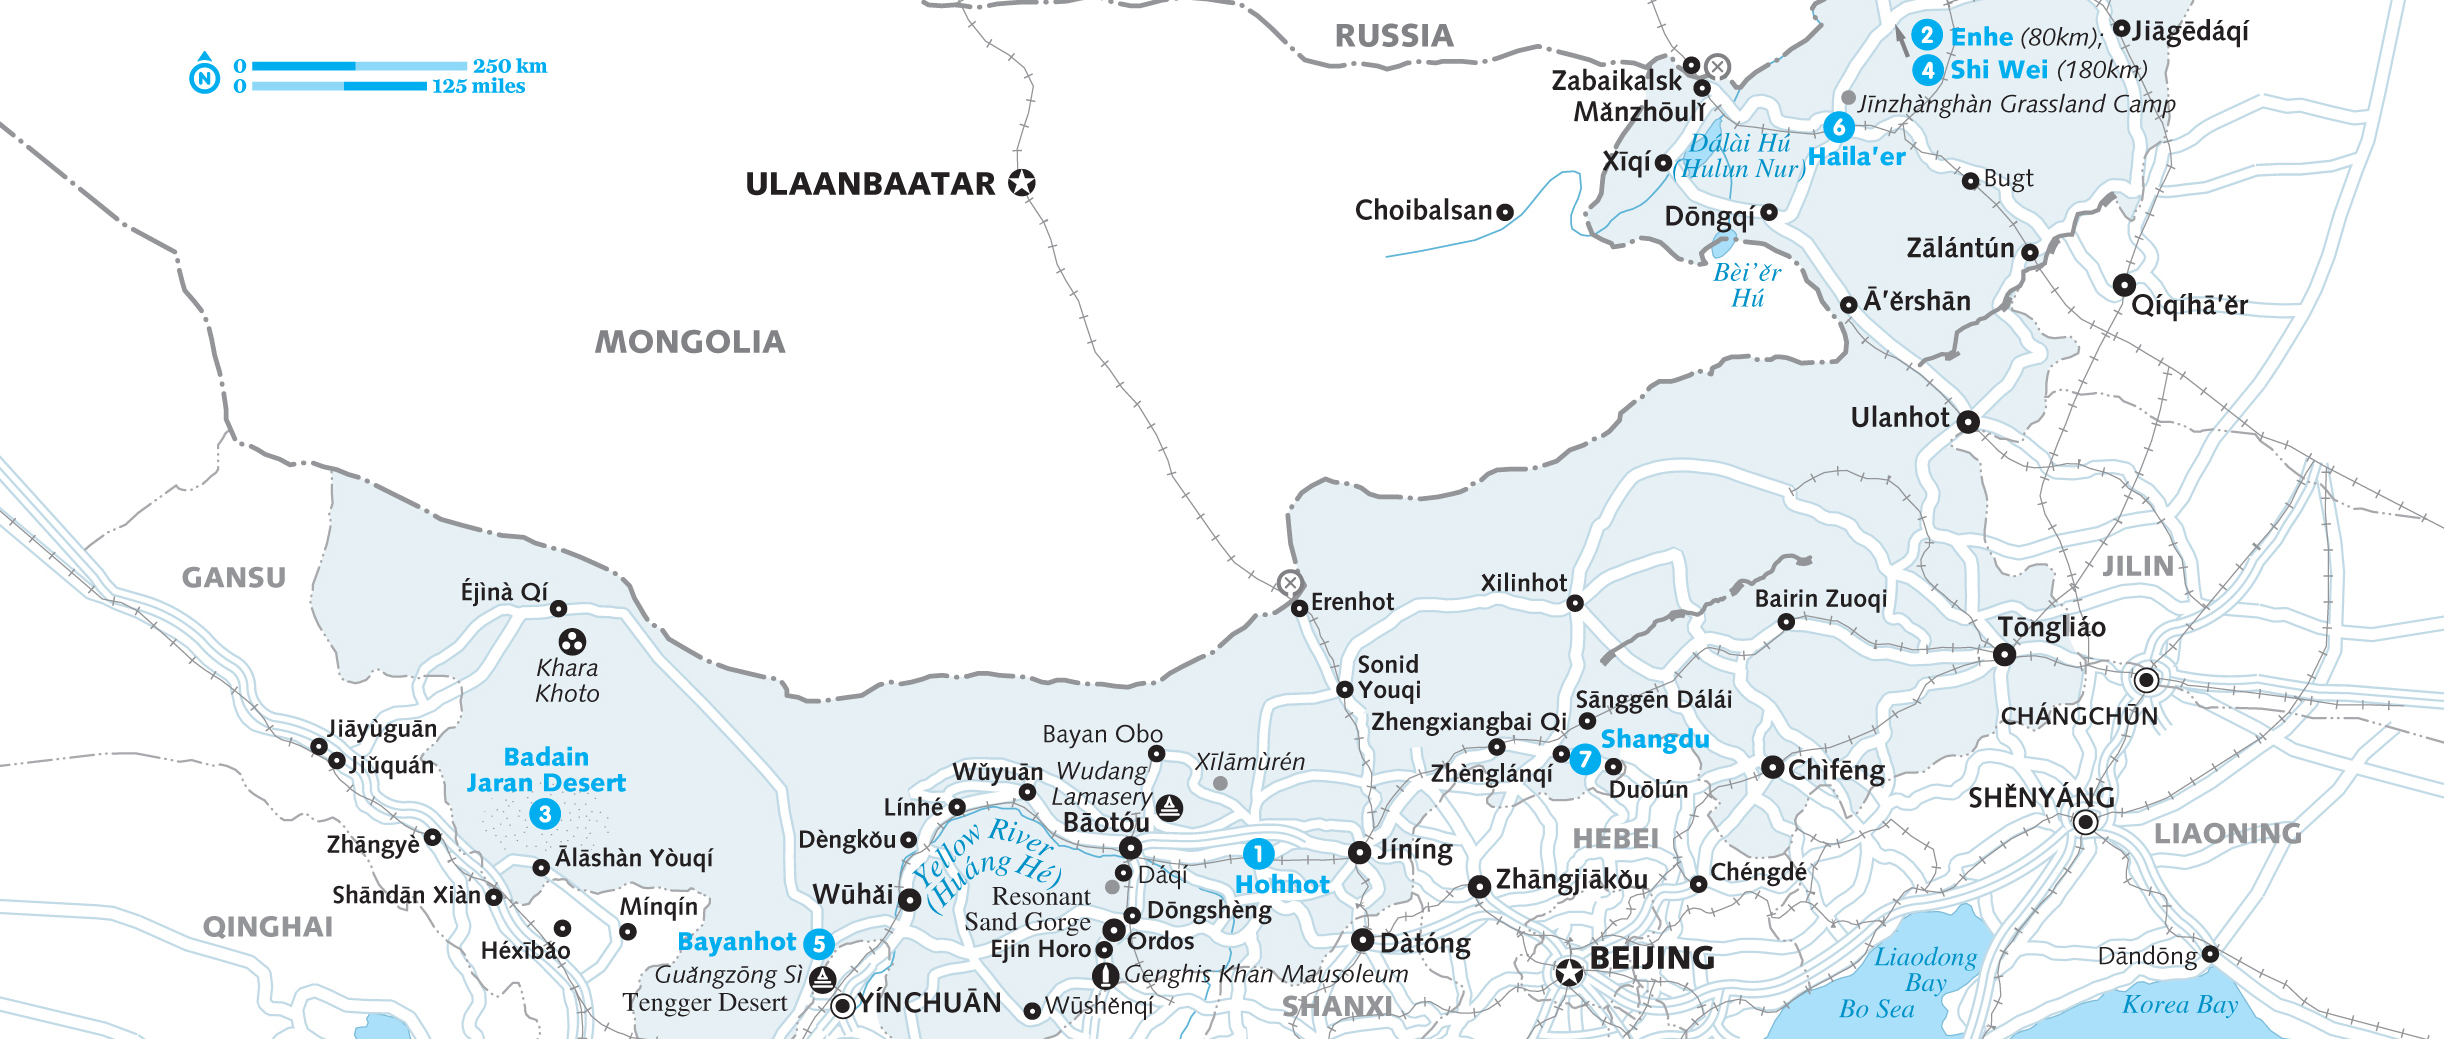 RUSSIA
2 Enhe (80km);
4 Shi Wei (180km)
Jiāgēdáqí
N
0 250 km
0 125 miles
Zabaikalsk
Mǎnzhōulǐ
Jīnzhànghàn Grassland Camp
6
Haila'er
Dálài Hú
(Hulun Nur)
Xīqí
Bugt
ULAANBAATAR
Choibalsan
Dōngqí
Zālántún
Bèi'ěr
Hú
Ā'ěrshān
Qíqíhā'ěr
MONGOLIA
Ulanhot
GANSU
JILIN
Éjìnà Qí
Erenhot
Xilinhot
Bairin Zuoqi
Tōngliáo
Khara
Khoto
Sonid
Youqi
Sānggēn Dálái
CHÁNGCHŪN
Zhengxiangbai Qi
Jiāyùguān
Jiǔquán
Badain
Jaran Desert
3
Bayan Obo
Xīlāmùrén
Shangdu
7
Zhènglánqí
Duōlún
Chìfēng
Wǔyuān
Wudang
Lamasery
Línhé
Bāotóu
SHĚNYÁNG
LIAONING
HEBEI
Zhāngyè
Dèngkǒu
Yellow River
(Huáng Hé)
1
Hohhot
Jíníng
Ālāshàn Yòuqí
Dáqí
Zhāngjiākǒu
Chéngdé
Shāndān Xiàn
Wūhǎi
Resonant
Sand Gorge
Mínqín
Dōngshèng
QINGHAI
Héxībǎo
Bayanhot 5
Ejin Horo
Ordos
Dàtóng
BEIJING
Liaodong
Bay
Dāndōng
Guǎngzōng Sì
Genghis Khan Mausoleum
Tengger Desert
YÍNCHUĀN
Wūshěnqí
SHANXI
Bo Sea
Korea Bay